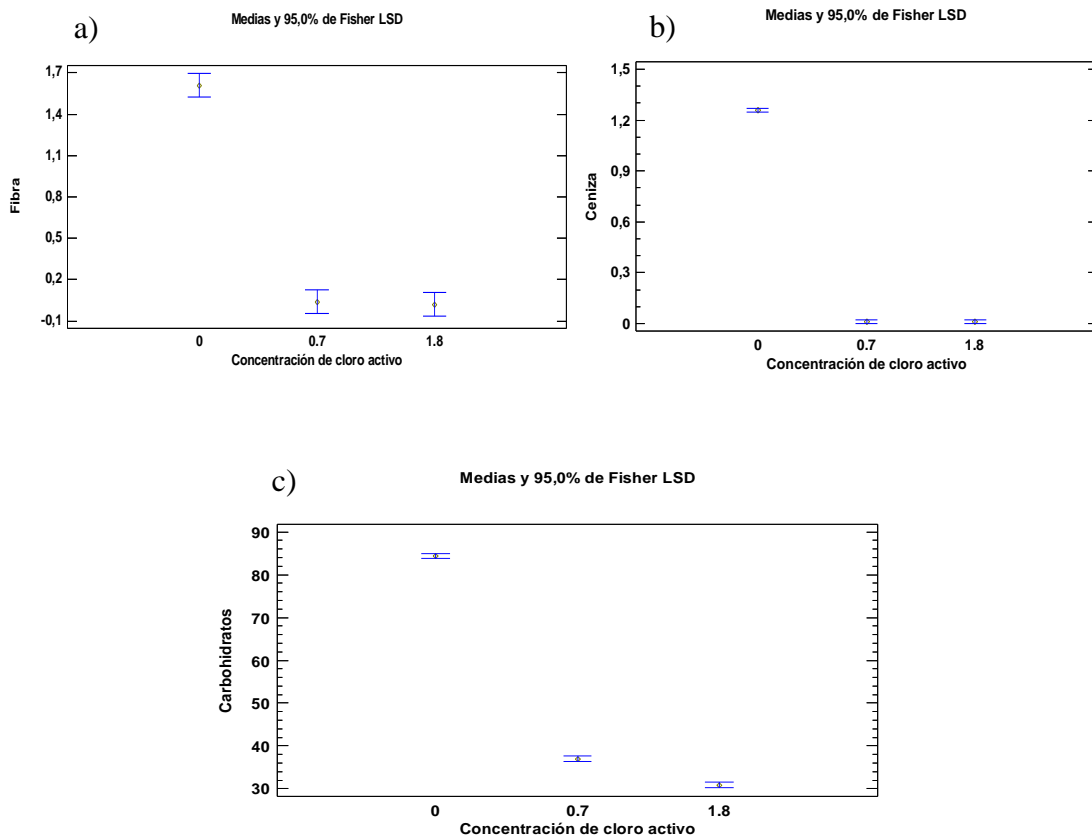 a)
Medias y 95,0% de Fisher LSD
Fibra
1,7
1,4
1,1
0,8
0,5
0,2
-0,1
0 0.7 1.8
Concentración de cloro activo
b)
Medias y 95,0% de Fisher LSD
Ceniza
1,5
1,2
0,9
0,6
0,3
0
0 0.7 1.8
Concentración de cloro activo
c)
Medias y 95,0% de Fisher LSD
Carbohidratos
90
80
70
60
50
40
30
0 0.7 1.8
Concentración de cloro activo